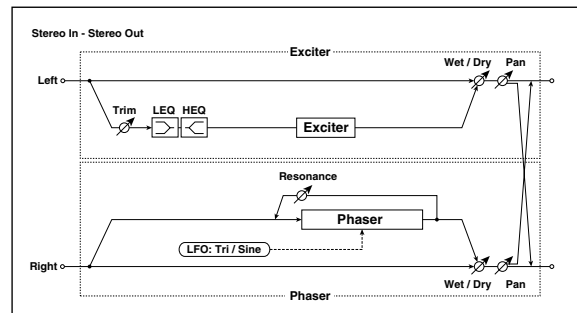 Stereo In - Stereo Out
Exciter
Wet / Dry Pan
Left
Trim LEQ HEQ
Exciter
Resonance
Phaser
LFO: Tri / Sine
Right
Wet / Dry Pan
Phaser